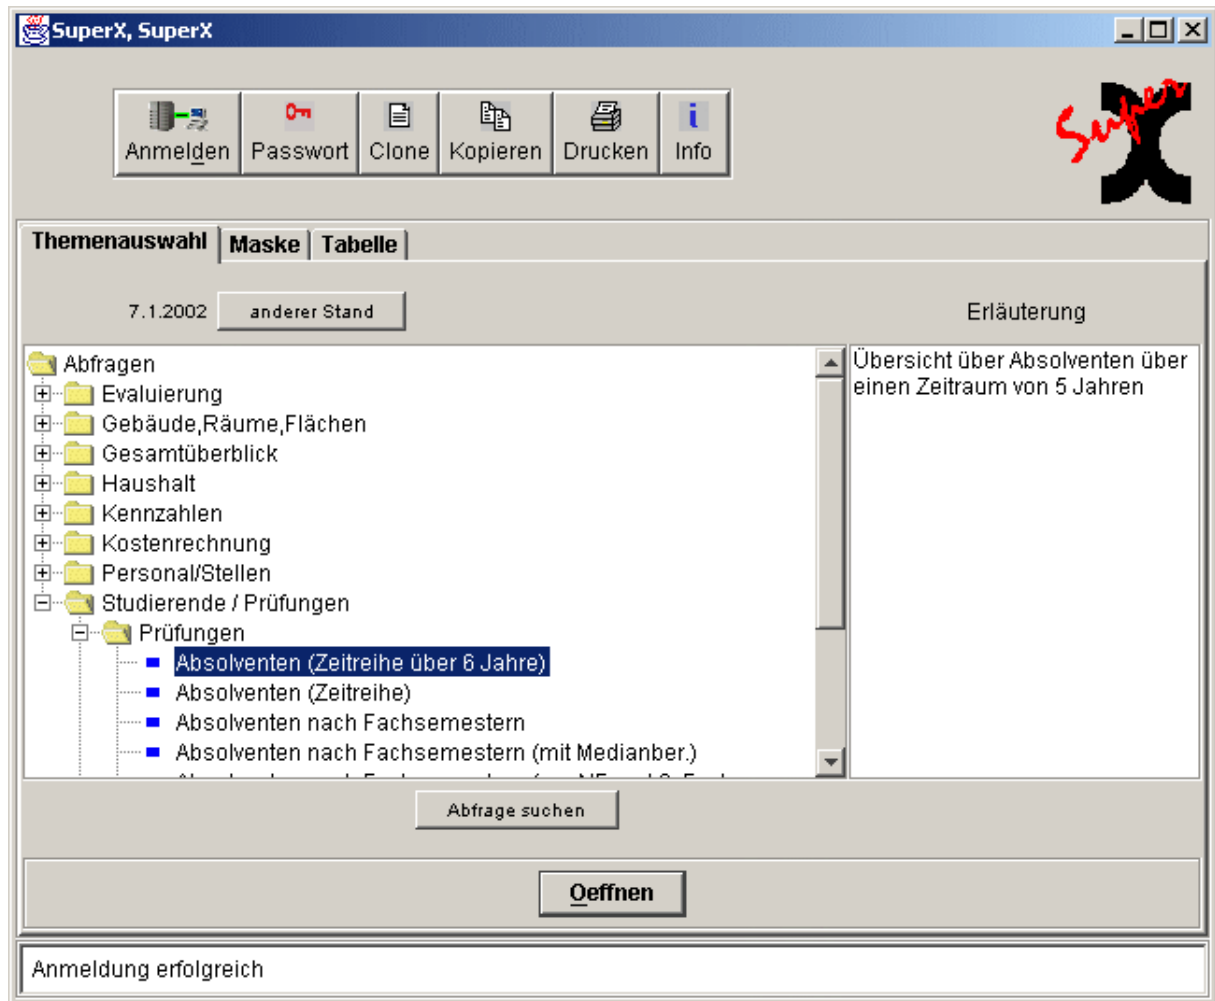 SuperX, SuperX
Super X
Anmelden Passwort Clone Kopieren Drucken Info
Themenauswahl Maske Tabelle
7.1.2002 anderer Stand Erläuterung
Abfragen
Evaluierung
Gebäude,Räume,Flächen
Gesamtüberblick
Haushalt
Kennzahlen
Kostenrechnung
Personal/Stellen
Studierende / Prüfungen
Prüfungen
Absolventen (Zeitreihe über 6 Jahre)
Absolventen (Zeitreihe)
Absolventen nach Fachsemestern
Absolventen nach Fachsemestern (mit Medianber.)
Übersicht über Absolventen über
einen Zeitraum von 5 Jahren
Abfrage suchen
Oeffnen
Anmeldung erfolgreich